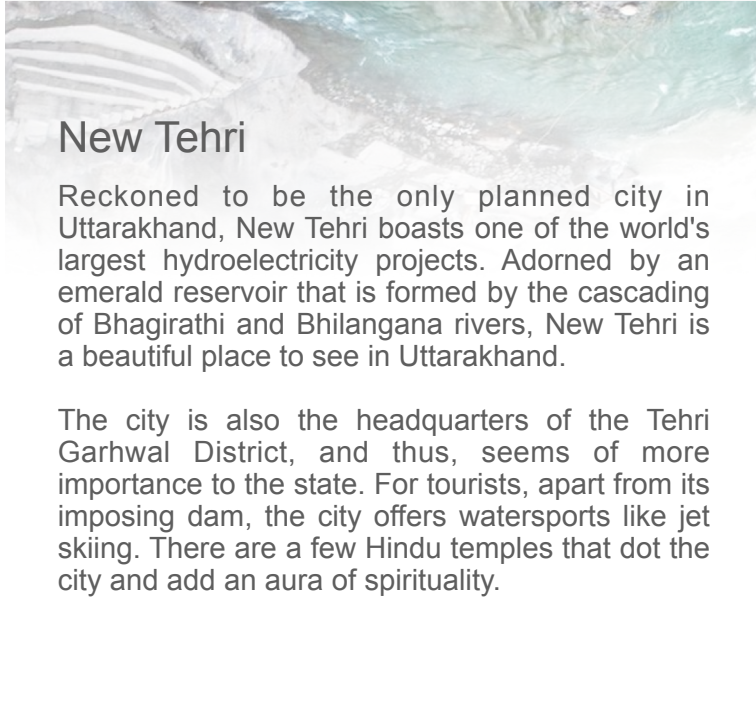 New Tehri
Reckoned to be the only planned city in
Uttarakhand, New Tehri boasts one of the world's
largest hydroelectricity projects. Adorned by an
emerald reservoir that is formed by the cascading
of Bhagirathi and Bhilangana rivers, New Tehri is
a beautiful place to see in Uttarakhand.
The city is also the headquarters of the Tehri
Garhwal District, and thus, seems of more
importance to the state. For tourists, apart from its
imposing dam, the city offers watersports like jet
skiing. There are a few Hindu temples that dot the
city and add an aura of spirituality.